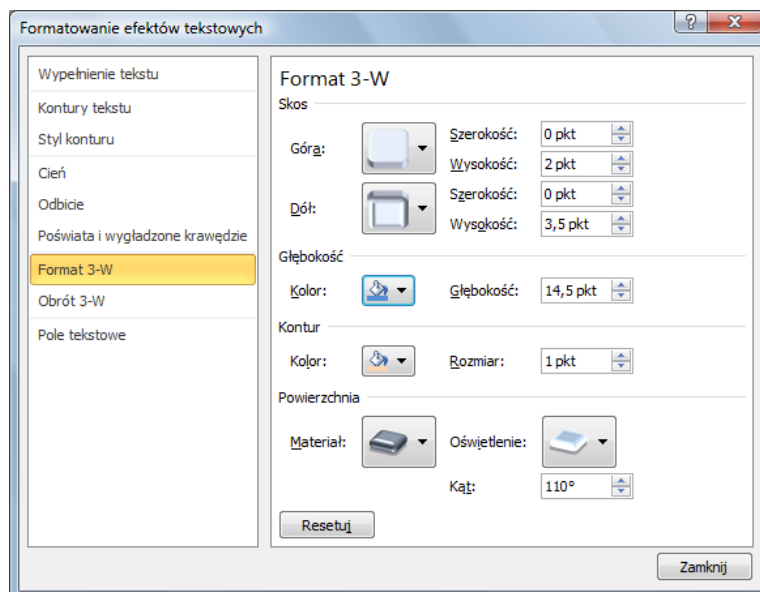 Formatowanie efektów tekstowych
Wypełnienie tekstu
Kontury tekstu
Styl konturu
Cień
Odbicie
Poświata i wygładzone krawędzie
Format 3-W
Obrót 3-W
Pole tekstowe
Format 3-W
Skos
Góra:
Szerokość: 0 pkt
Wysokość: 2 pkt
Dół:
Szerokość: 0 pkt
Wysokość: 3,5 pkt
Głębokość
Kolor:
Głębokość: 14,5 pkt
Kontur
Kolor:
Rozmiar: 1 pkt
Powierzchnia
Materiał:
Oświetlenie:
Kąt: 110°
Resetuj
Zamknij